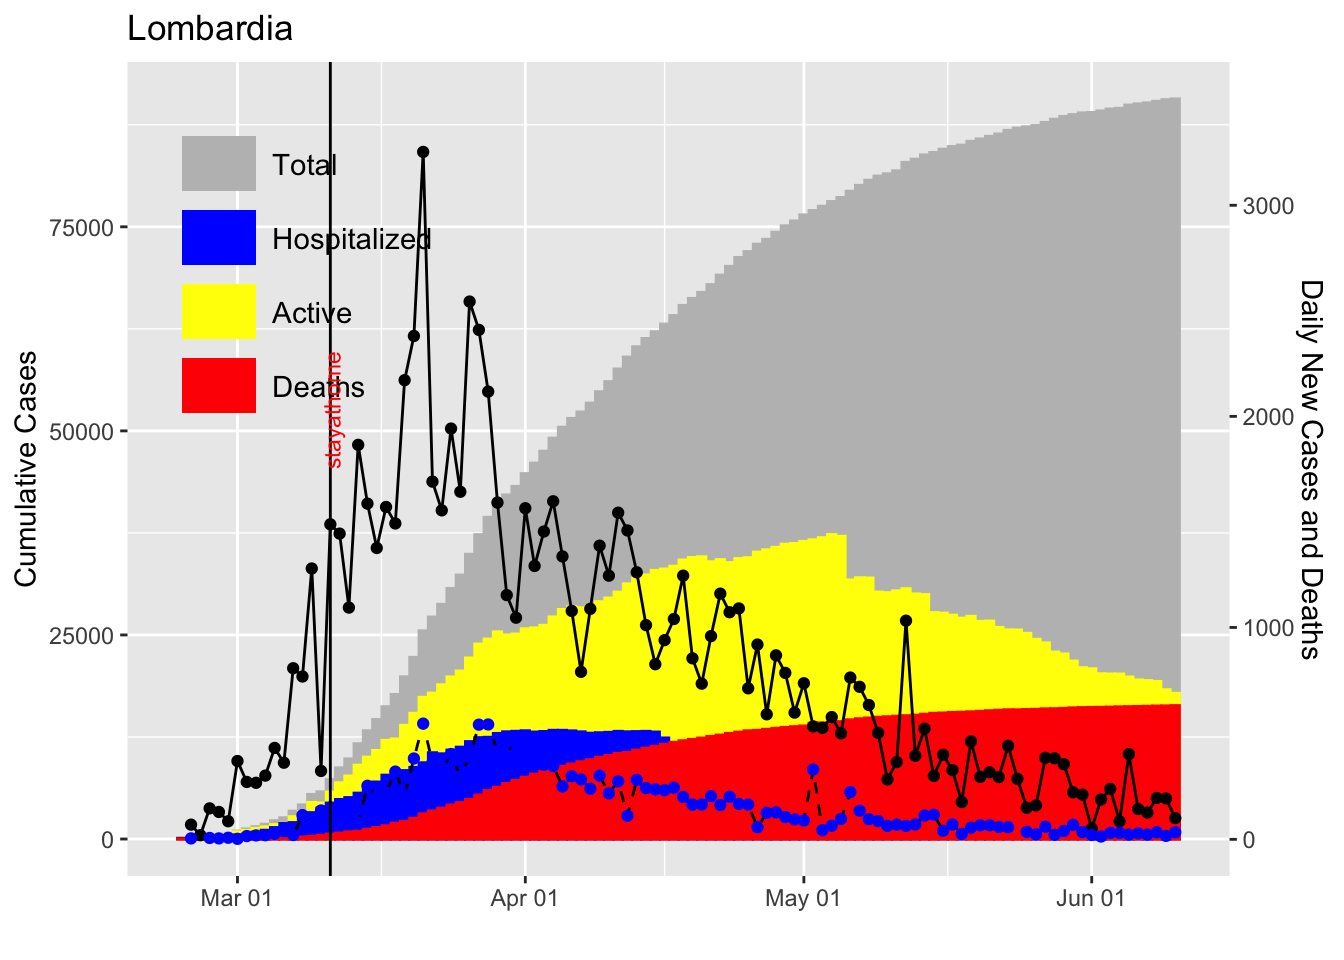 Lombardia
Total
Hospitalized
Active
Deaths
stayathome
Cumulative Cases
75000
50000
25000
0
3000
2000
1000
0
Daily New Cases and Deaths
Mar 01
Apr 01
May 01
Jun 01